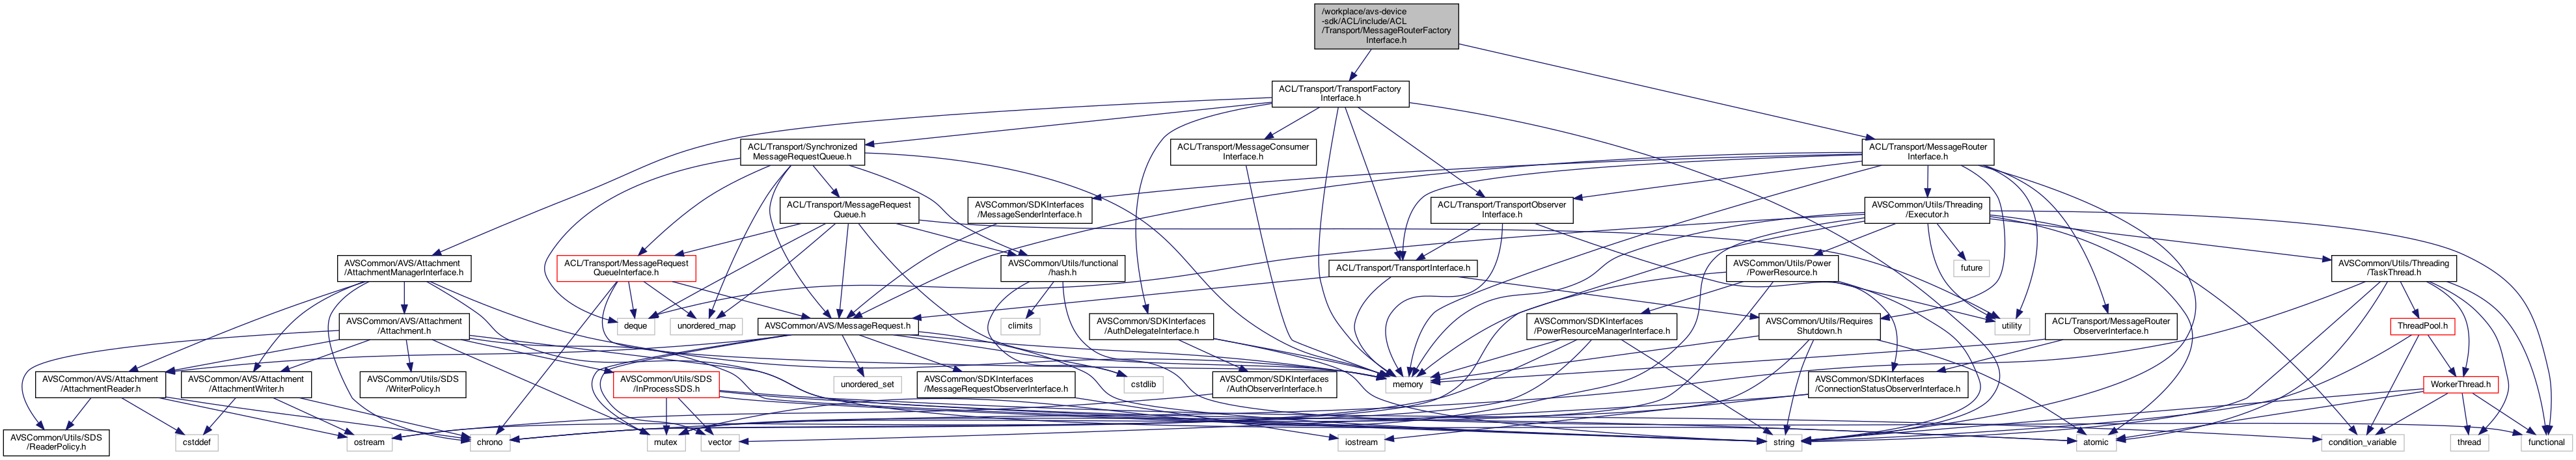 /workplace/avs-device
-sdk/ACL/include/ACL
/Transport/MessageRouterFactory
Interface.h
ACL/Transport/TransportFactory
Interface.h
ACL/Transport/Synchronized
MessageRequestQueue.h
ACL/Transport/MessageConsumer
Interface.h
ACL/Transport/MessageRouter
Interface.h
ACL/Transport/MessageRequest
Queue.h
AVSCommon/SDKInterfaces
/MessageSenderInterface.h
ACL/Transport/TransportObserver
Interface.h
AVSCommon/Utils/Threading
/Executor.h
AVSCommon/AVS/Attachment
/AttachmentManagerInterface.h
ACL/Transport/MessageRequest
QueueInterface.h
AVSCommon/Utils/functional
/hash.h
ACL/Transport/TransportInterface.h
AVSCommon/Utils/Power
/PowerResource.h
future
AVSCommon/Utils/Threading
/TaskThread.h
AVSCommon/AVS/Attachment
/Attachment.h
deque
unordered_map
AVSCommon/AVS/MessageRequest.h
climits
AVSCommon/SDKInterfaces
/AuthDelegateInterface.h
AVSCommon/SDKInterfaces
/PowerResourceManagerInterface.h
AVSCommon/Utils/Requires
Shutdown.h
utility
ACL/Transport/MessageRouter
ObserverInterface.h
ThreadPool.h
AVSCommon/AVS/Attachment
/AttachmentReader.h
AVSCommon/AVS/Attachment
/AttachmentWriter.h
AVSCommon/Utils/SDS
/WriterPolicy.h
AVSCommon/Utils/SDS
/InProcessSDS.h
unordered_set
AVSCommon/SDKInterfaces
/MessageRequestObserverInterface.h
cstdlib
AVSCommon/SDKInterfaces
/AuthObserverInterface.h
memory
AVSCommon/SDKInterfaces
/ConnectionStatusObserverInterface.h
WorkerThread.h
AVSCommon/Utils/SDS
/ReaderPolicy.h
cstddef
ostream
chrono
mutex
vector
iostream
string
atomic
condition_variable
thread
functional